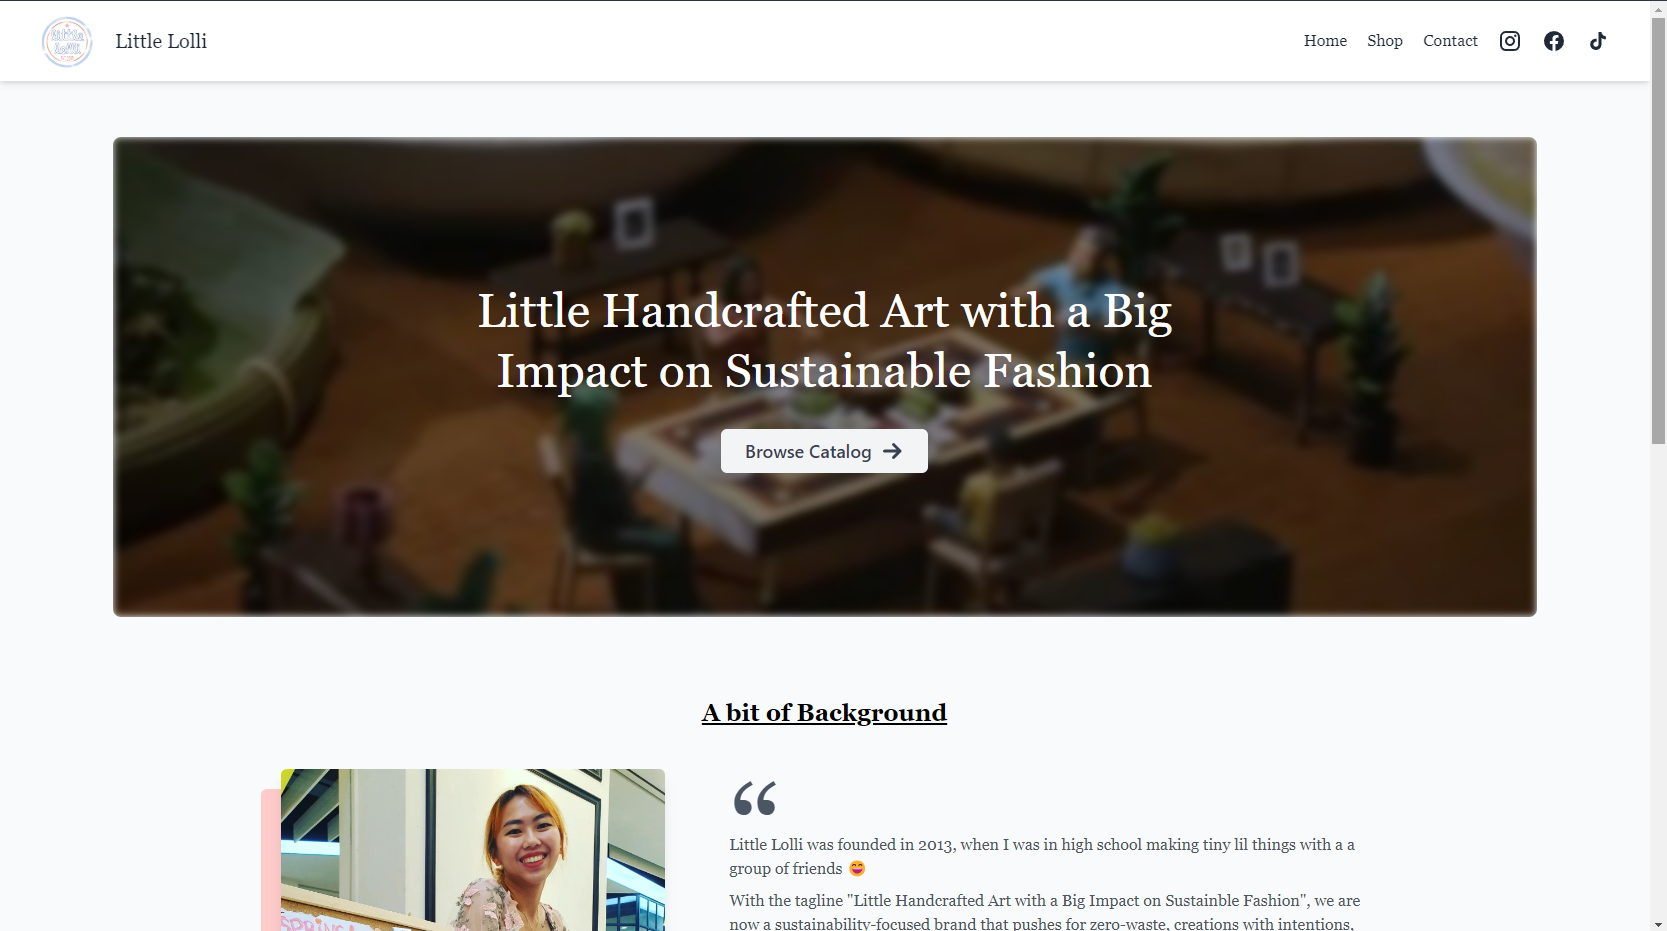 little
lolli
Little Lolli
Home Shop Contact
Little Handcrafted Art with a Big
Impact on Sustainable Fashion
Browse Catalog
A bit of Background
“
Little Lolli was founded in 2013, when I was in high school making tiny lil things with a a
group of friends 😄
With the tagline "Little Handcrafted Art with a Big Impact on Sustainble Fashion", we are
now a sustainability-focused brand that pushes for zero-waste, creations with intentions,